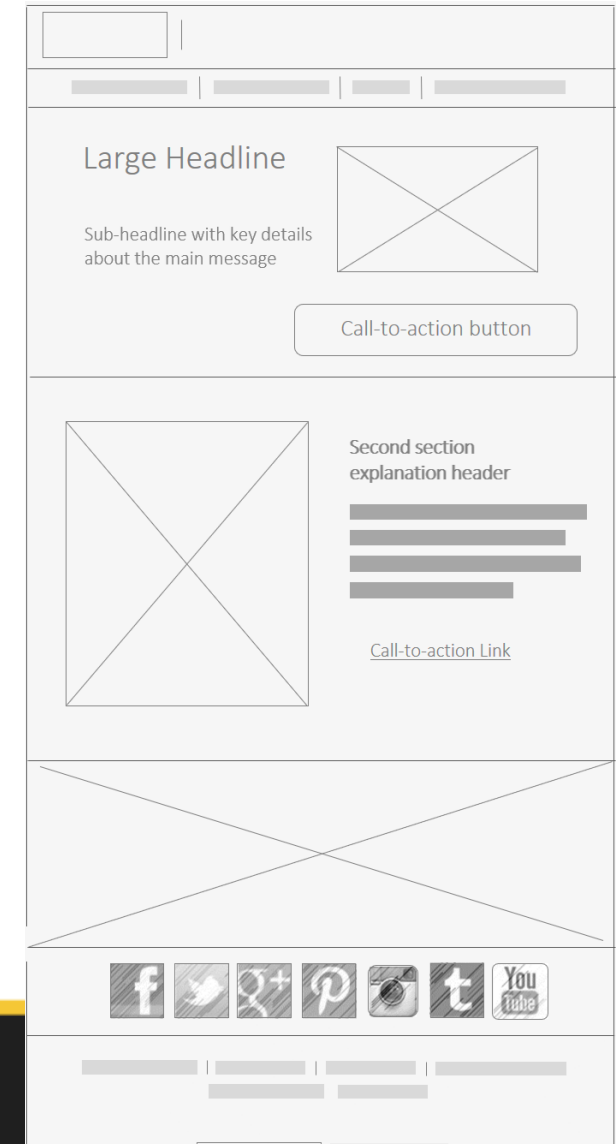 Large Headline
Sub-headline with key details
about the main message
Call-to-action button
Second section
explanation header
Call-to-action Link
f g+ P t You
Tube